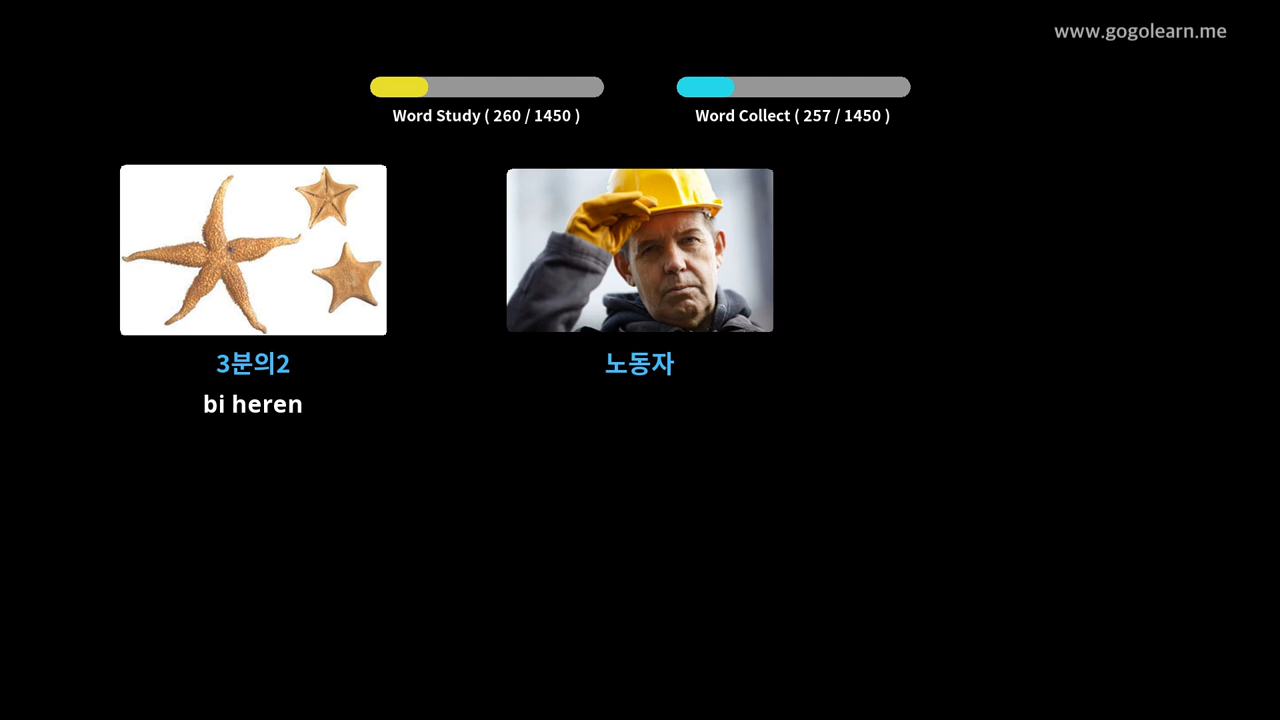 www.gogolearn.me
Word Study ( 260 / 1450 )
Word Collect ( 257 / 1450 )
3분의2
노동자
bi heren